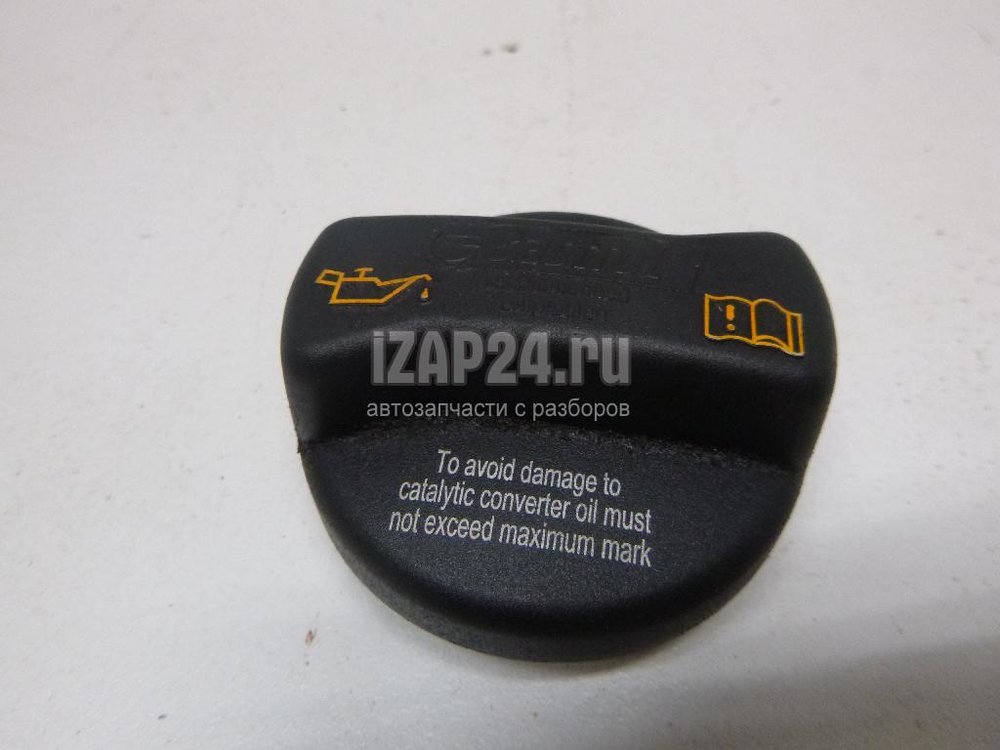 iZAP24.ru
автозапчасти с разборов
To avoid damage to
catalytic converter oil must
not exceed maximum mark